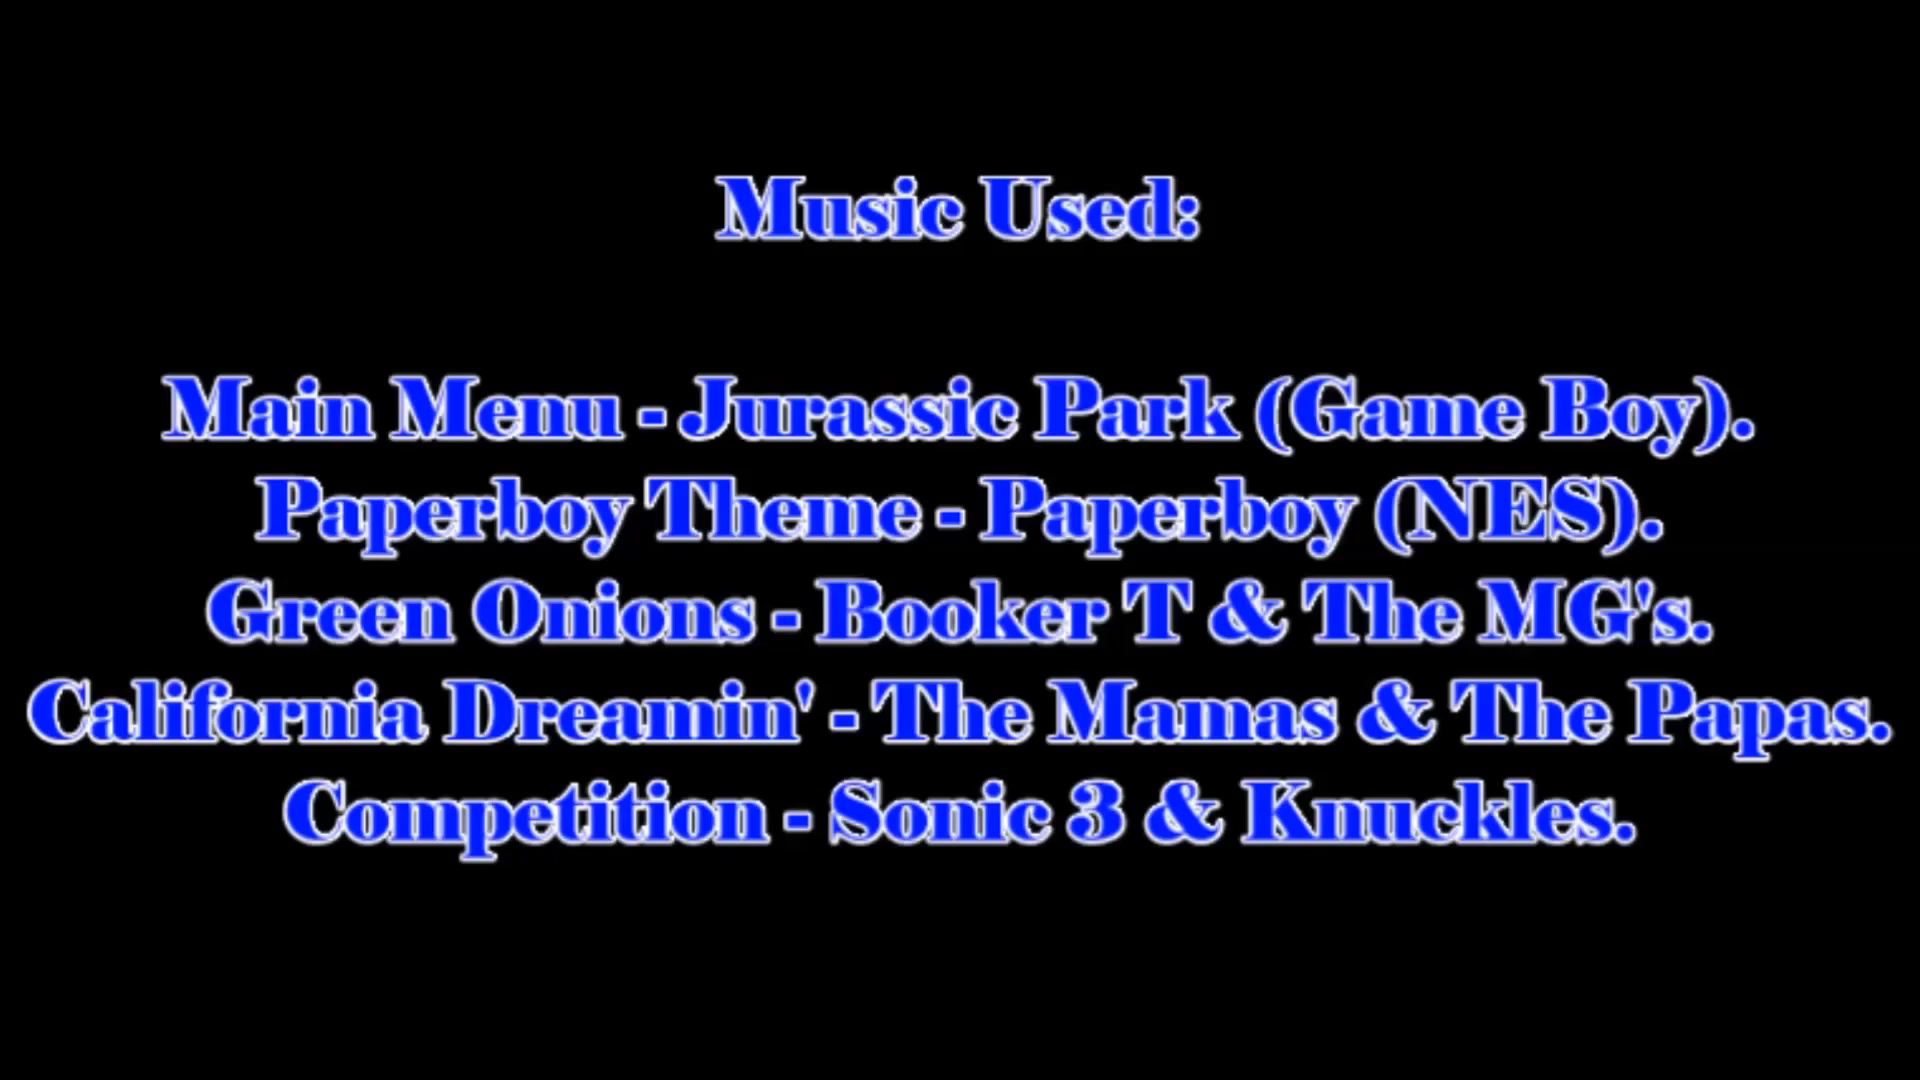 Music Used:
Main Menu - Jurassic Park (Game Boy).
Paperboy Theme - Paperboy (NES).
Green Onions - Booker T & The MG's.
California Dreamin' - The Mamas & The Papas.
Competition - Sonic 3 & Knuckles.